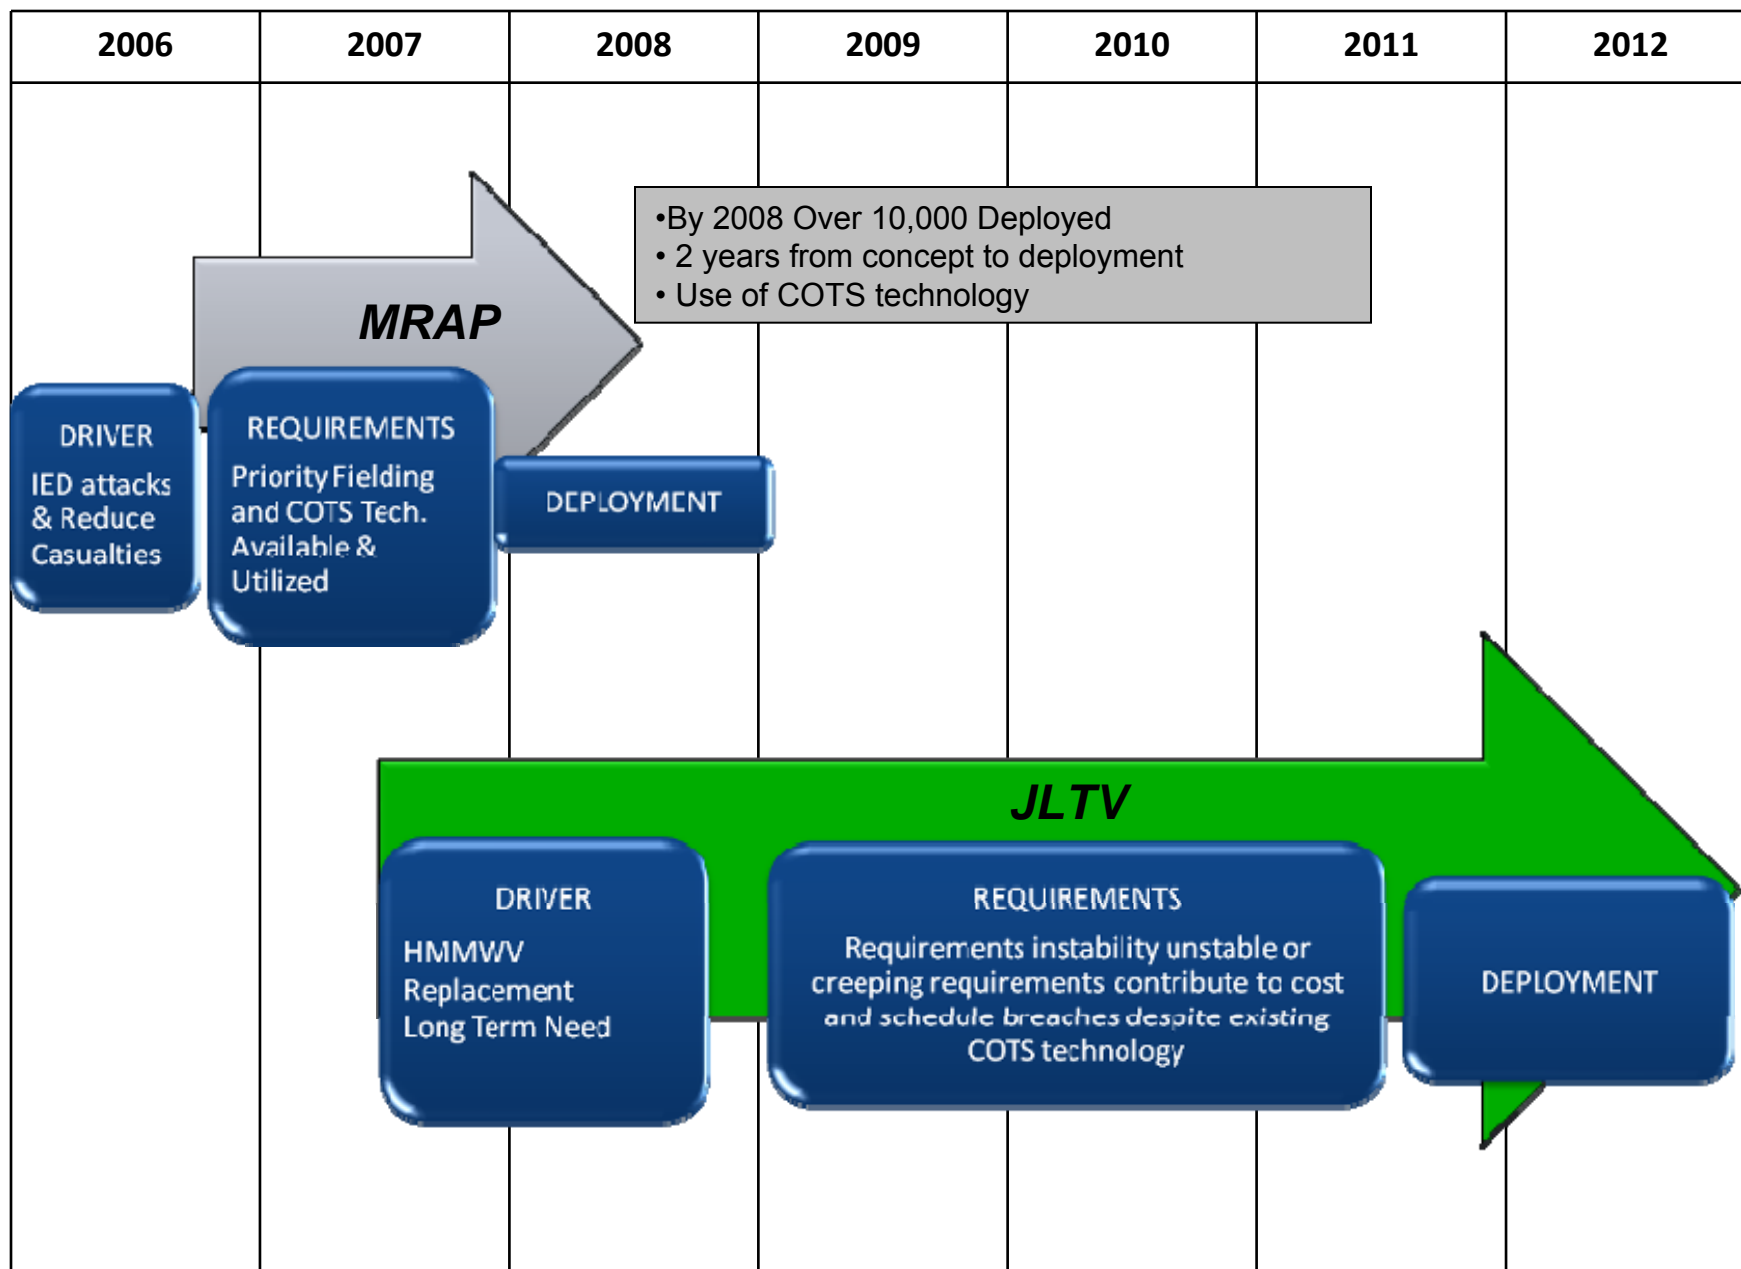 2006 2007 2008 2009 2010 2011 2012
•By 2008 Over 10,000 Deployed
• 2 years from concept to deployment
• Use of COTS technology
MRAP
DRIVER
IED attacks
& Reduce
Casualties
REQUIREMENTS
Priority Fielding
and COTS Tech.
Available &
Utilized
DEPLOYMENT
JLTV
DRIVER
HMMWV
Replacement
Long Term Need
REQUIREMENTS
Requirements instability unstable or
creeping requirements contribute to cost
and schedule breaches despite existing
COTS technology
DEPLOYMENT